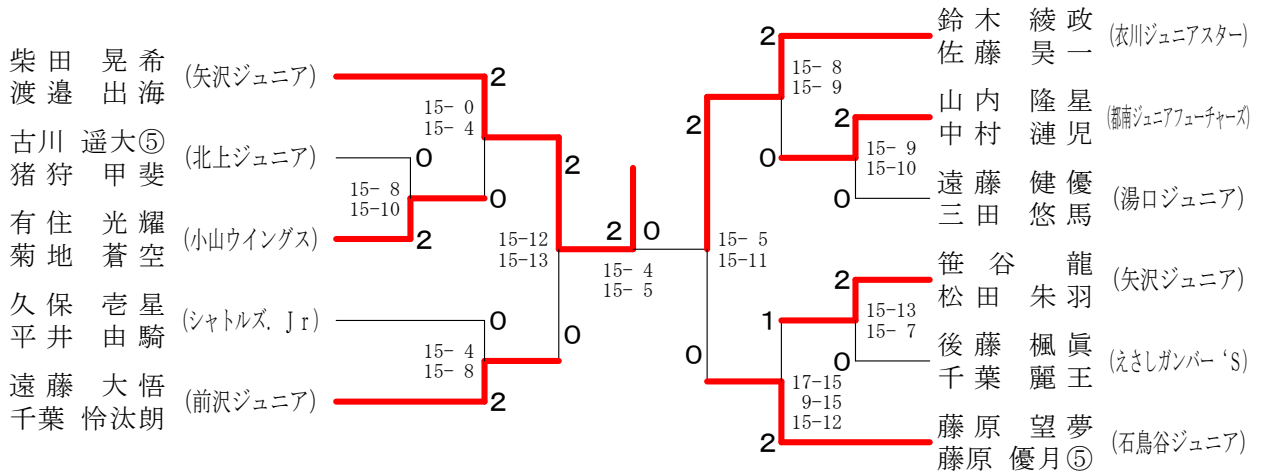 柴田 晃希
渡邉 出海
(矢沢ジュニア)
2
15- 0
15- 4
古川 遥大⑤
猪狩 甲斐
(北上ジュニア)
0
15- 8
15-10
0
有住 光耀
菊地 蒼空
(小山ウイングス)
2
2
15-12
15-13
0
久保 壱星
平井 由騎
(シャトルズ.Jr)
0
15- 4
15- 8
遠藤 大悟
千葉 怜汰朗
(前沢ジュニア)
2
2 0
15- 4
15- 5
鈴木 綾政
佐藤 昊一
(衣川ジュニアスター)
2
15- 8
15- 9
2
山内 隆星
中村 漣児
(都南ジュニアフューチャーズ)
2
0
15- 9
15-10
遠藤 健優
三田 悠馬
(湯口ジュニア)
0
15- 5
15-11
笹谷 龍
松田 朱羽
(矢沢ジュニア)
2
1
15-13
15- 7
後藤 楓眞
千葉 麗王
(えさしガンバー‘S)
0
0
17-15
9-15
15-12
藤原 望夢
藤原 優月⑤
(石鳥谷ジュニア)
2